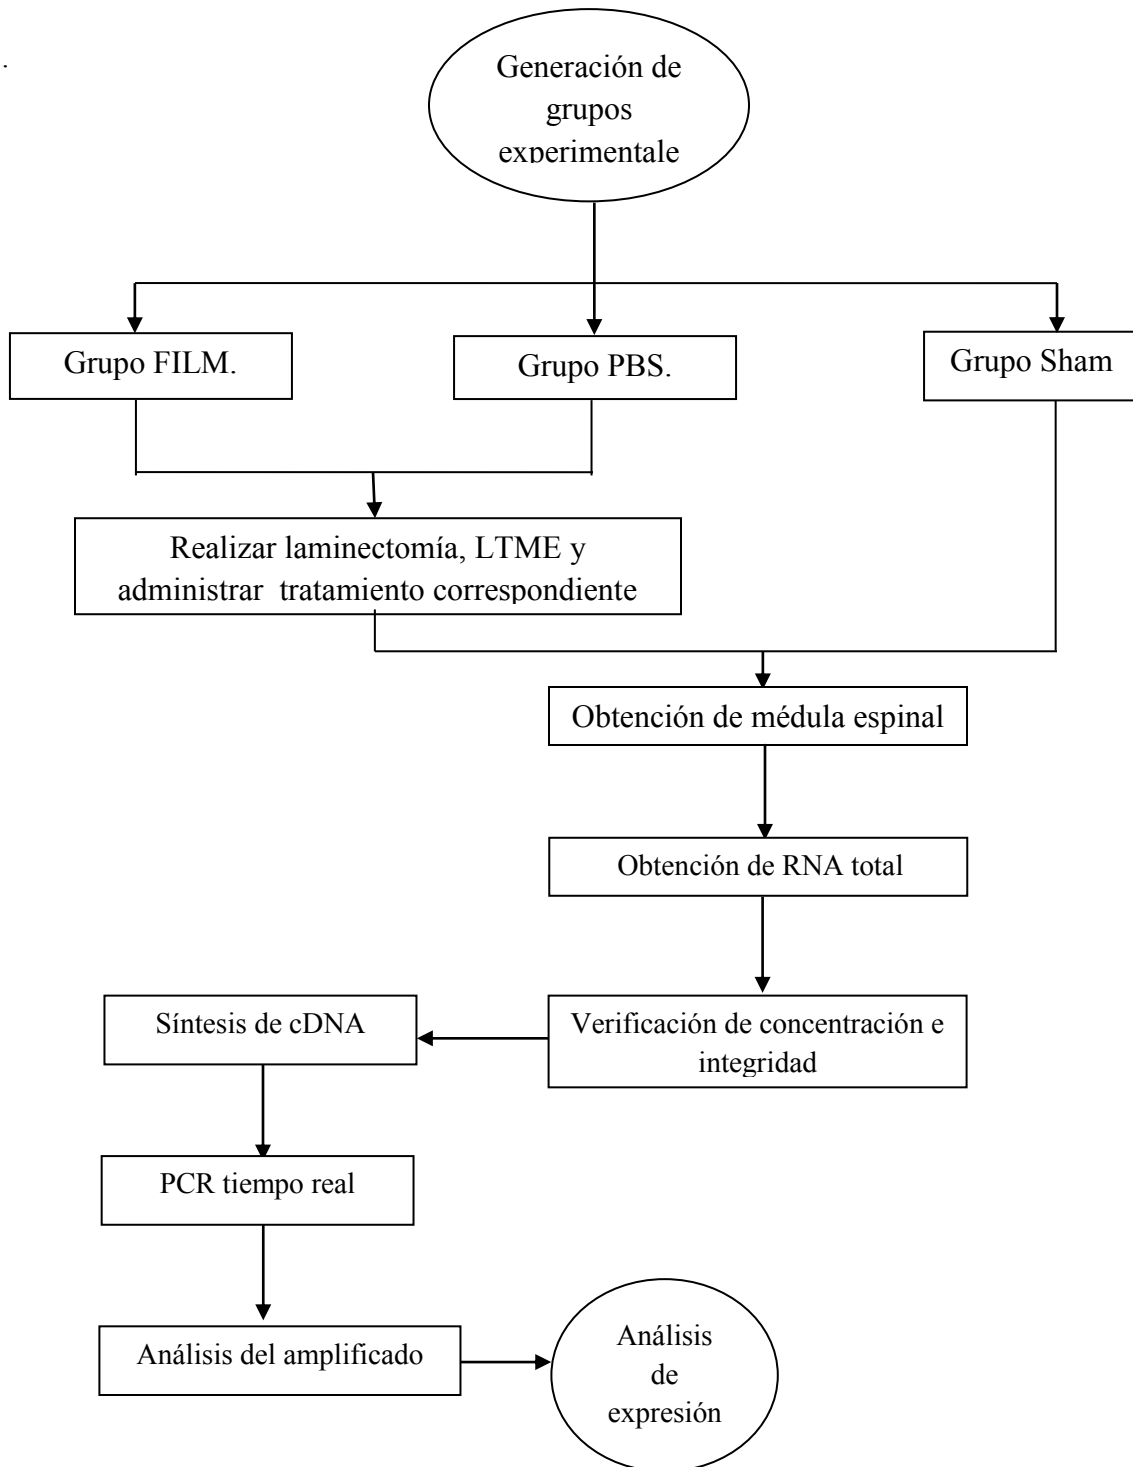 .
Generación de
grupos
experimentale
Grupo FILM.
Grupo PBS.
Grupo Sham
Realizar laminectomía, LTME y
administrar tratamiento correspondiente
Obtención de médula espinal
Obtención de RNA total
Verificación de concentración e
integridad
Síntesis de cDNA
PCR tiempo real
Análisis del amplificado
Análisis
de
expresión